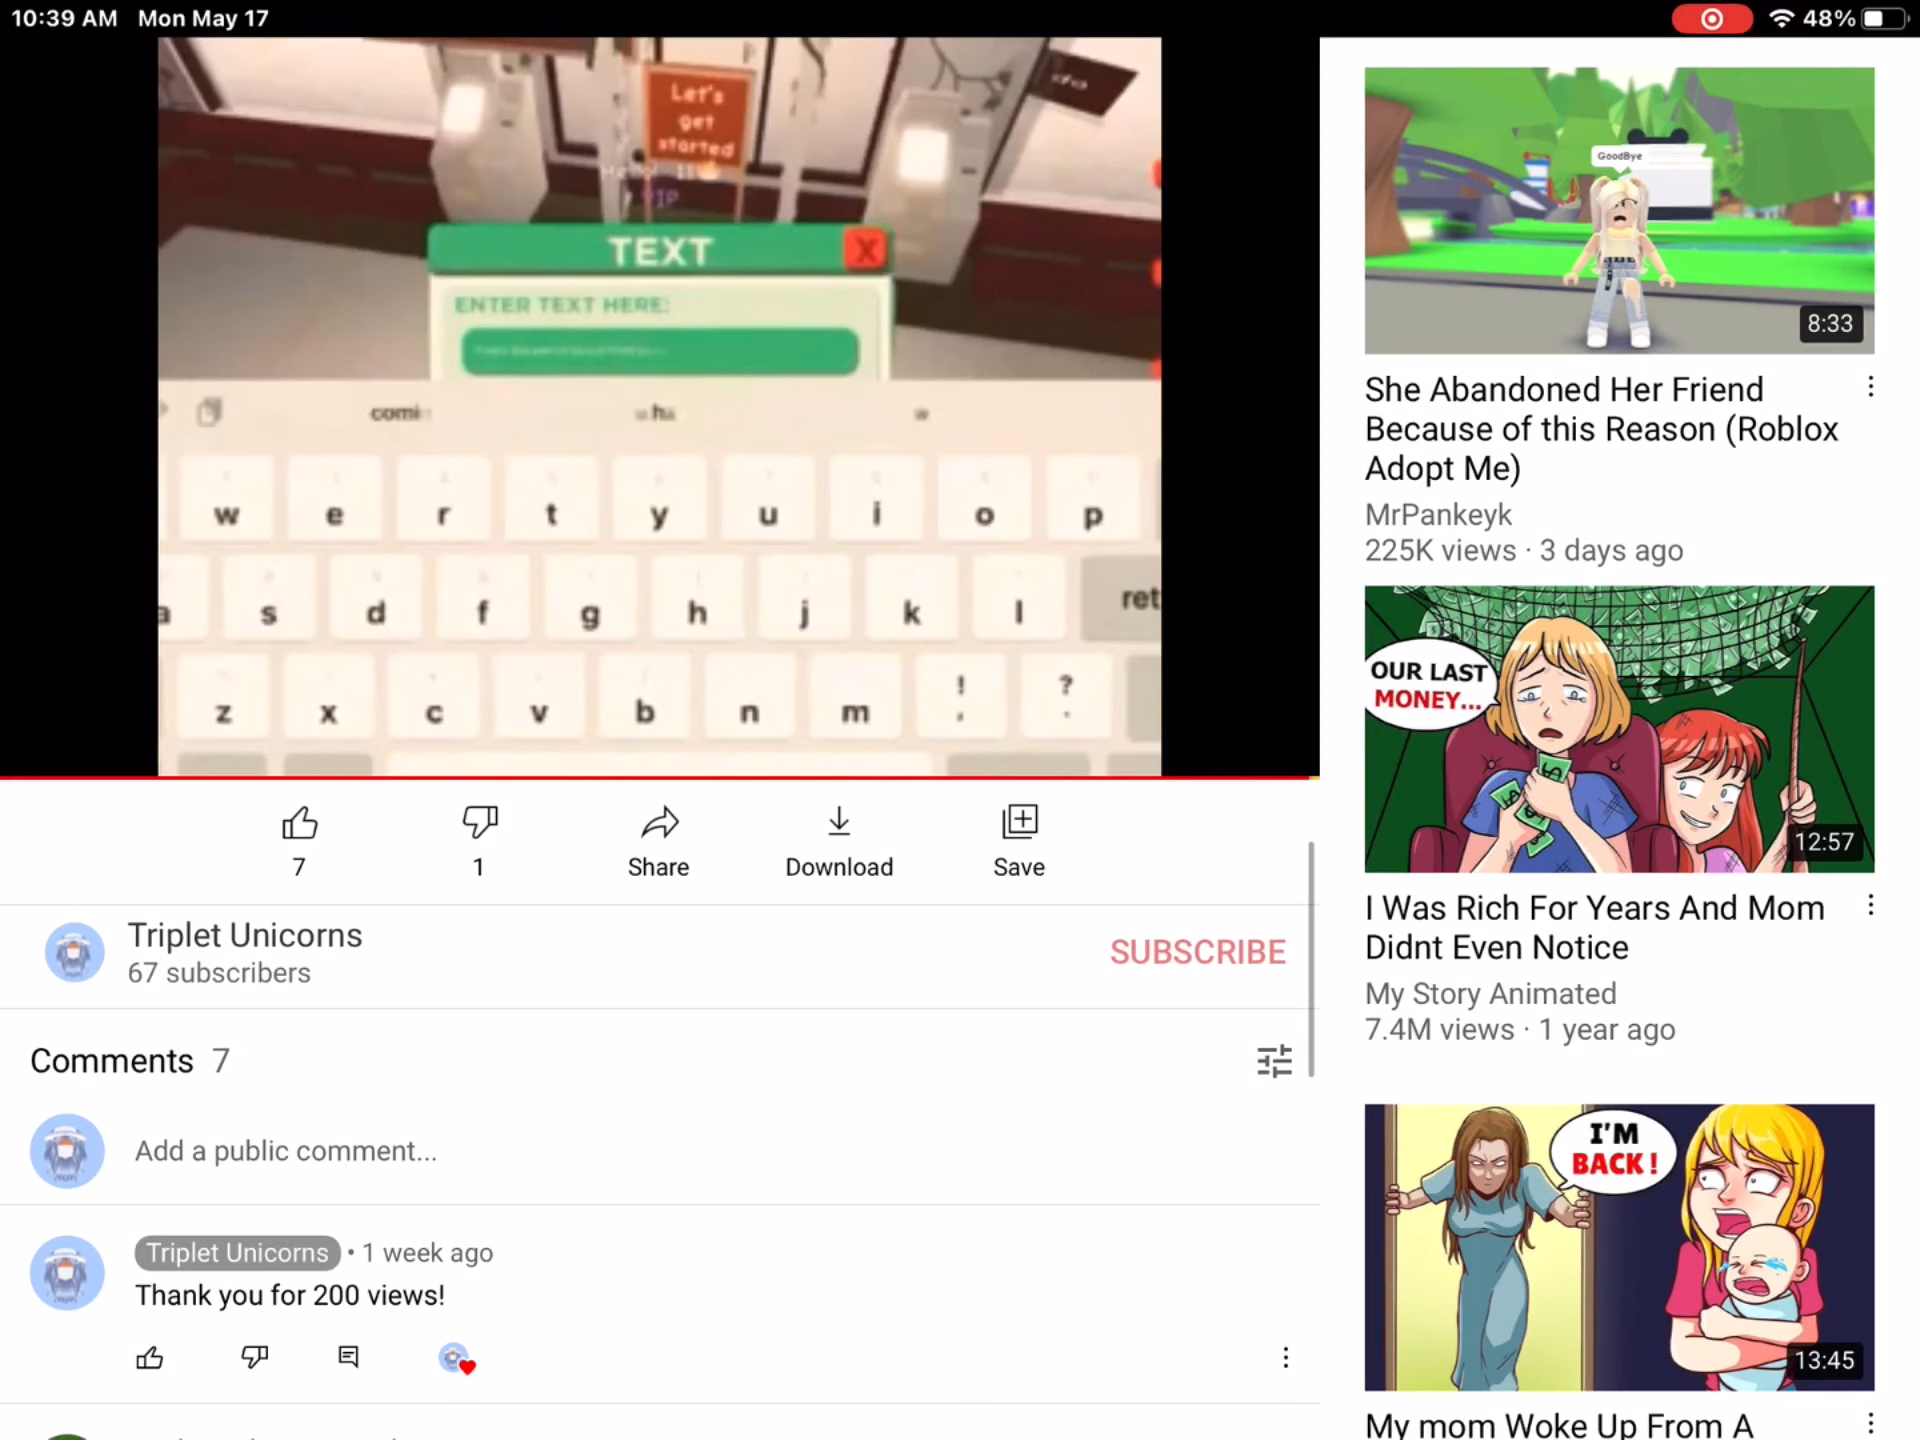 10:39 AM Mon May 17
48%
Let's
get
started
VIP
TEXT
X
ENTER TEXT HERE:
comi
w e r t y u i o p
a s d f g h j k l ret
z x c v b n m ! , ? .
7
1
Share
Download
Save
Triplet Unicorns
67 subscribers
SUBSCRIBE
Comments 7
Add a public comment...
Triplet Unicorns • 1 week ago
Thank you for 200 views!
GoodBye
8:33
She Abandoned Her Friend
Because of this Reason (Roblox
Adopt Me)
MrPankeyk
225K views · 3 days ago
OUR LAST
MONEY...
12:57
I Was Rich For Years And Mom
Didnt Even Notice
My Story Animated
7.4M views · 1 year ago
I'M
BACK!
13:45
My mom Woke Up From A